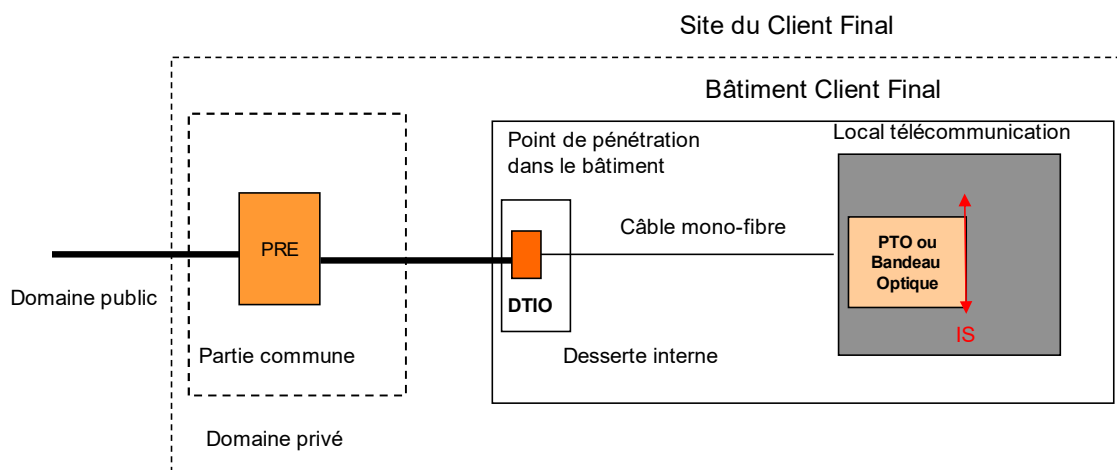 Site du Client Final
Bâtiment Client Final
Point de pénétration
dans le bâtiment
Local télécommunication
Câble mono-fibre
PRE
PTO ou
Bandeau
Optique
Domaine public
DTIO
IS
Partie commune
Desserte interne
Domaine privé